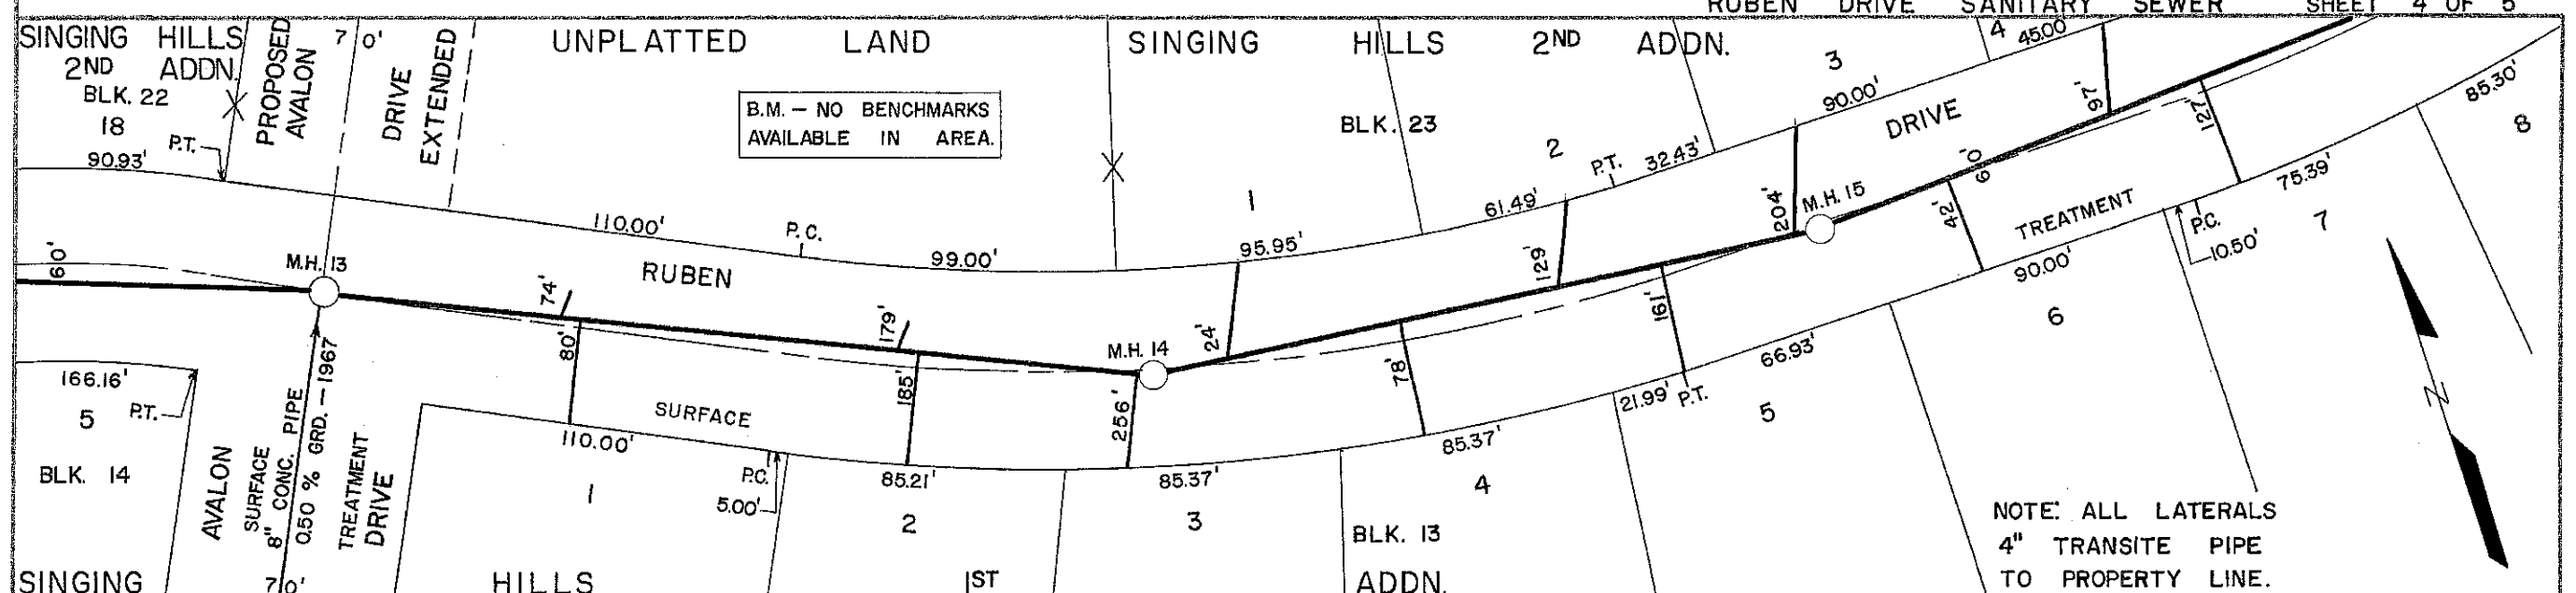 RUBEN DRIVE SANITARY SEWER SHEET 4 OF 5
SINGING HILLS
2ND ADDN.
BLK. 22
18
P.T.
90.93'
PROPOSED
AVALON
70'
DRIVE
EXTENDED
UNPLATTED LAND
B.M. — NO BENCHMARKS
AVAILABLE IN AREA.
SINGING HILLS 2ND ADDN.
BLK. 23
1
2
3
4
45.00
90.00'
P.T.
32.43'
61.49'
95.95'
99.00'
P.C.
110.00'
RUBEN
DRIVE
60'
M.H. 13
74'
80'
179'
185'
M.H. 14
256'
24'
78'
129'
161'
204'
M.H. 15
42'
60'
97'
127'
TREATMENT
SURFACE
85.30'
8
75.39'
7
P.C.
10.50'
90.00'
6
66.93'
5
P.T.
21.99'
85.37'
4
85.37'
3
85.21'
2
P.C.
5.00'
110.00'
1
166.16'
5
P.T.
BLK. 14
AVALON
SURFACE
8" CONC. PIPE
0.50 % GRD. — 1967
TREATMENT
DRIVE
70'
BLK. 13
SINGING HILLS 1ST ADDN.
N
NOTE: ALL LATERALS
4" TRANSITE PIPE
TO PROPERTY LINE.